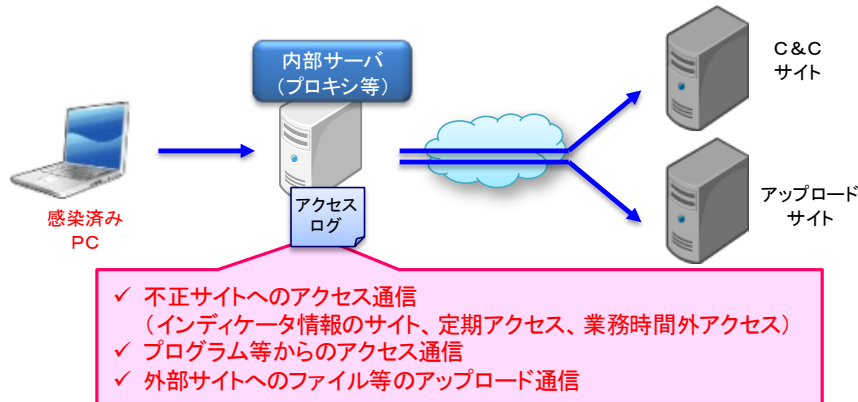 内部サーバ
（プロキシ等）
C＆C
サイト
感染済み
PC
アクセス
ログ
アップロード
サイト
✓ 不正サイトへのアクセス通信
（インディケータ情報のサイト、定期アクセス、業務時間外アクセス）
✓ プログラム等からのアクセス通信
✓ 外部サイトへのファイル等のアップロード通信